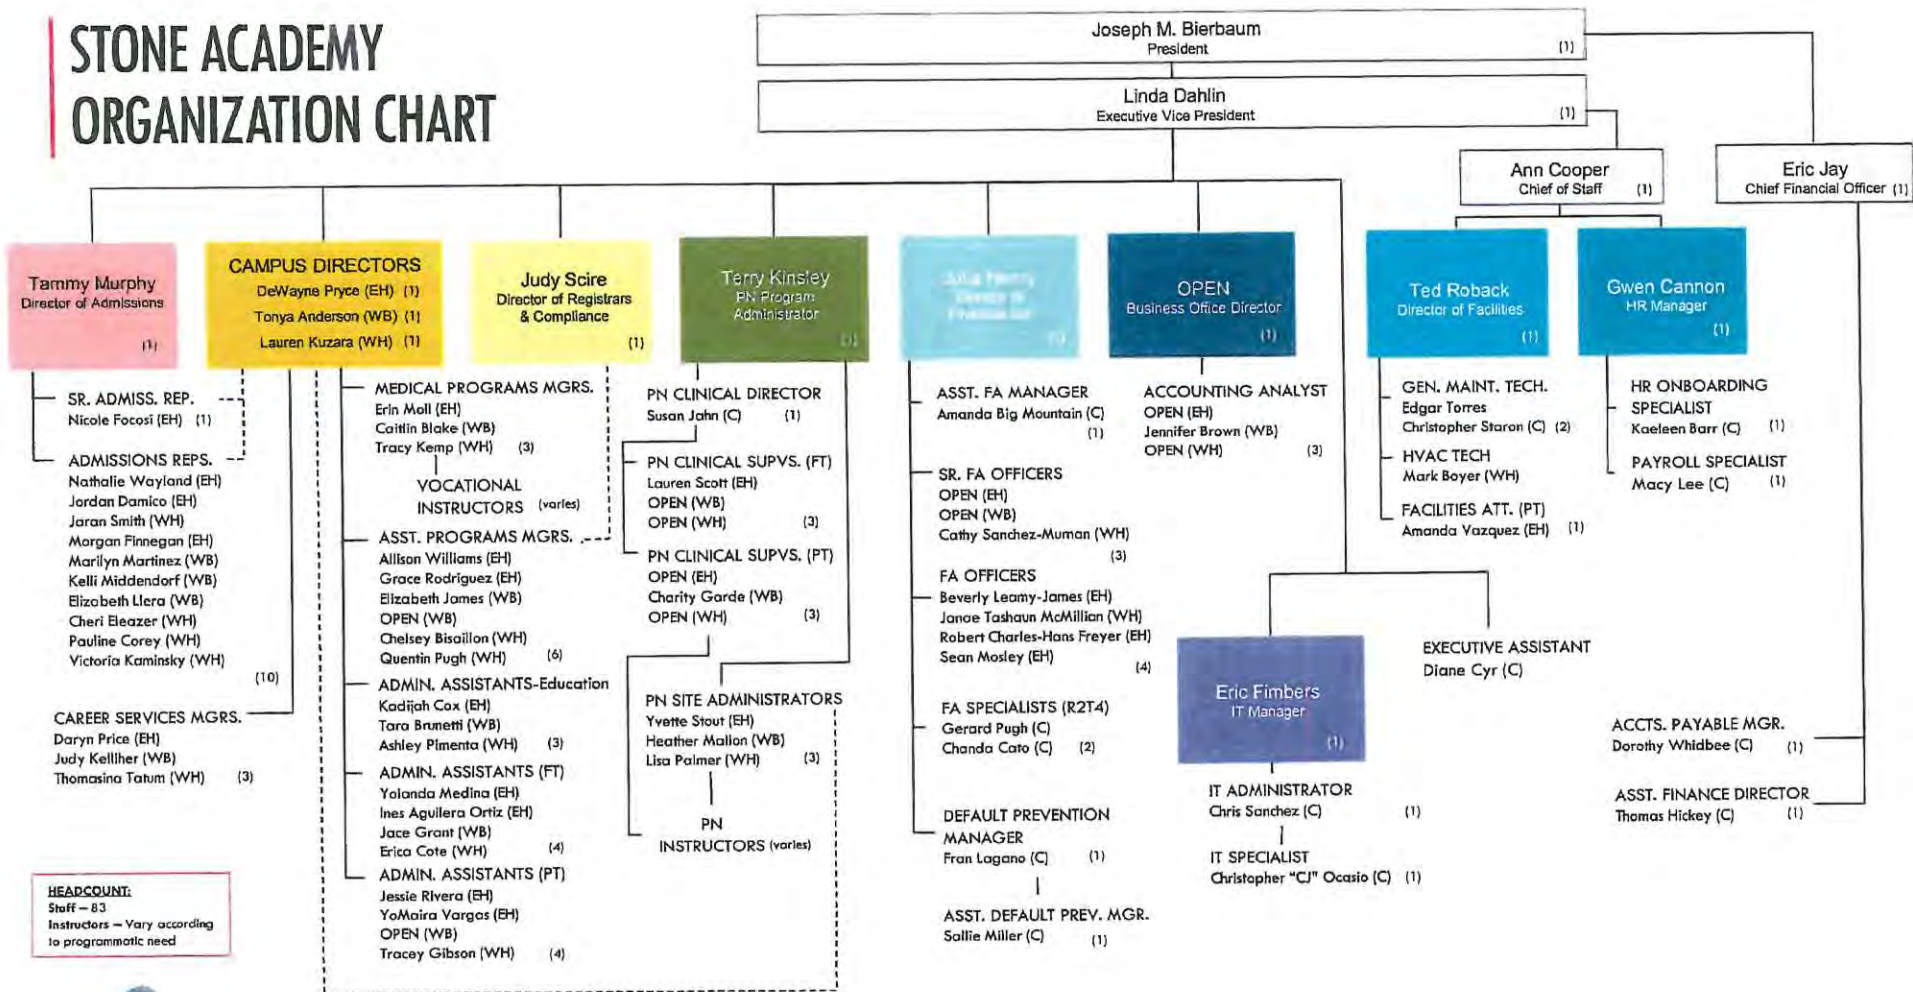 STONE ACADEMY
ORGANIZATION CHART
Joseph M. Bierbaum
President
(1)
Linda Dahlin
Executive Vice President
(1)
Ann Cooper
Chief of Staff
(1)
Eric Jay
Chief Financial Officer (1)
Tammy Murphy
Director of Admissions
(1)
CAMPUS DIRECTORS
DeWayne Pryce (EH) (1)
Tonya Anderson (WB) (1)
Lauren Kuzara (WH) (1)
Judy Scire
Director of Registrars
& Compliance
(1)
Terry Kinsley
PN Program
Administrator
(1)
Director of
OPEN
Business Office Director
(1)
Ted Roback
Director of Facilities
(1)
Gwen Cannon
HR Manager
(1)
SR. ADMISS. REP.
Nicole Focosi (EH) (1)
ADMISSIONS REPS.
Nathalie Wayland (EH)
Jordan Damico (EH)
Jaran Smith (WH)
Morgan Finnegan (EH)
Marilyn Martinez (WB)
Kelli Middendorf (WB)
Elizabeth Llera (WB)
Cheri Eleazer (WH)
Pauline Corey (WH)
Victoria Kaminsky (WH)
(10)
CAREER SERVICES MGRS.
Daryn Price (EH)
Judy Kelliher (WB)
Thomasina Tatum (WH) (3)
MEDICAL PROGRAMS MGRS.
Erin Moll (EH)
Caitlin Blake (WB)
Tracy Kemp (WH) (3)
VOCATIONAL
INSTRUCTORS (varies)
ASST. PROGRAMS MGRS.
Allison Williams (EH)
Grace Rodriguez (EH)
Elizabeth James (WB)
OPEN (WB)
Chelsey Bisaillon (WH)
Quentin Pugh (WH) (6)
ADMIN. ASSISTANTS-Education
Kadijah Cox (EH)
Tara Brunetti (WB)
Ashley Pimenta (WH) (3)
ADMIN. ASSISTANTS (FT)
Yolanda Medina (EH)
Ines Aguilera Ortiz (EH)
Jace Grant (WB)
Erica Cote (WH) (4)
ADMIN. ASSISTANTS (PT)
Jessie Rivera (EH)
YoMaira Vargas (EH)
OPEN (WB)
Tracey Gibson (WH) (4)
PN CLINICAL DIRECTOR
Susan Jahn (C) (1)
PN CLINICAL SUPVS. (FT)
Lauren Scott (EH)
OPEN (WB)
OPEN (WH) (3)
PN CLINICAL SUPVS. (PT)
OPEN (EH)
Charity Garde (WB)
OPEN (WH) (3)
PN SITE ADMINISTRATORS
Yvette Stout (EH)
Heather Mallon (WB)
Lisa Palmer (WH) (3)
PN
INSTRUCTORS (varies)
ASST. FA MANAGER
Amanda Big Mountain (C)
(1)
SR. FA OFFICERS
OPEN (EH)
OPEN (WB)
Cathy Sanchez-Muman (WH)
(3)
FA OFFICERS
Beverly Leamy-James (EH)
Janae Tashaun McMillian (WH)
Robert Charles-Hans Freyer (EH)
Sean Mosley (EH)
(4)
FA SPECIALISTS (R2T4)
Gerard Pugh (C)
Chanda Cato (C) (2)
DEFAULT PREVENTION
MANAGER
Fran Lagano (C) (1)
ASST. DEFAULT PREV. MGR.
Sallie Miller (C) (1)
ACCOUNTING ANALYST
OPEN (EH)
Jennifer Brown (WB)
OPEN (WH) (3)
GEN. MAINT. TECH.
Edgar Torres
Christopher Staron (C) (2)
HVAC TECH
Mark Boyer (WH)
FACILITIES ATT. (PT)
Amanda Vazquez (EH) (1)
HR ONBOARDING
SPECIALIST
Kaeleen Barr (C) (1)
PAYROLL SPECIALIST
Macy Lee (C) (1)
Eric Fimbers
IT Manager
(1)
IT ADMINISTRATOR
Chris Sanchez (C) (1)
IT SPECIALIST
Christopher "CJ" Ocasio (C) (1)
EXECUTIVE ASSISTANT
Diane Cyr (C)
ACCTS. PAYABLE MGR.
Dorothy Whidbee (C) (1)
ASST. FINANCE DIRECTOR
Thomas Hickey (C) (1)
HEADCOUNT:
Staff – 83
Instructors – Vary according
to programmatic need